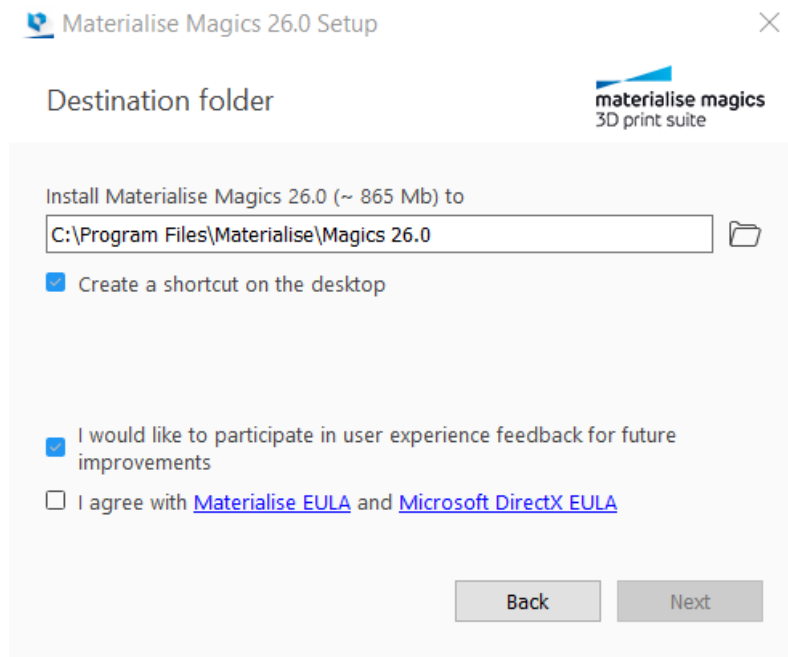 Materialise Magics 26.0 Setup
Destination folder
materialise magics
3D print suite
Install Materialise Magics 26.0 (~ 865 Mb) to
C:\Program Files\Materialise\Magics 26.0
Create a shortcut on the desktop
I would like to participate in user experience feedback for future
improvements
I agree with Materialise EULA and Microsoft DirectX EULA
Back Next